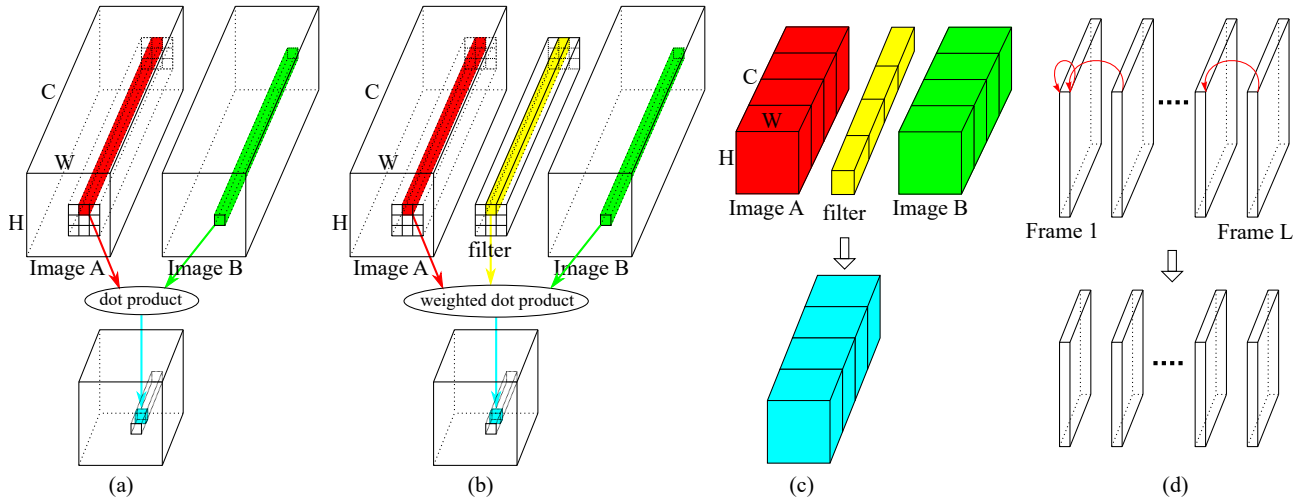 C
W
H
Image A
Image B
dot product
(a)
C
W
H
filter
Image A
Image B
weighted dot product
(b)
C
W
H
Image A
filter
Image B
(c)
Frame 1
Frame L
(d)